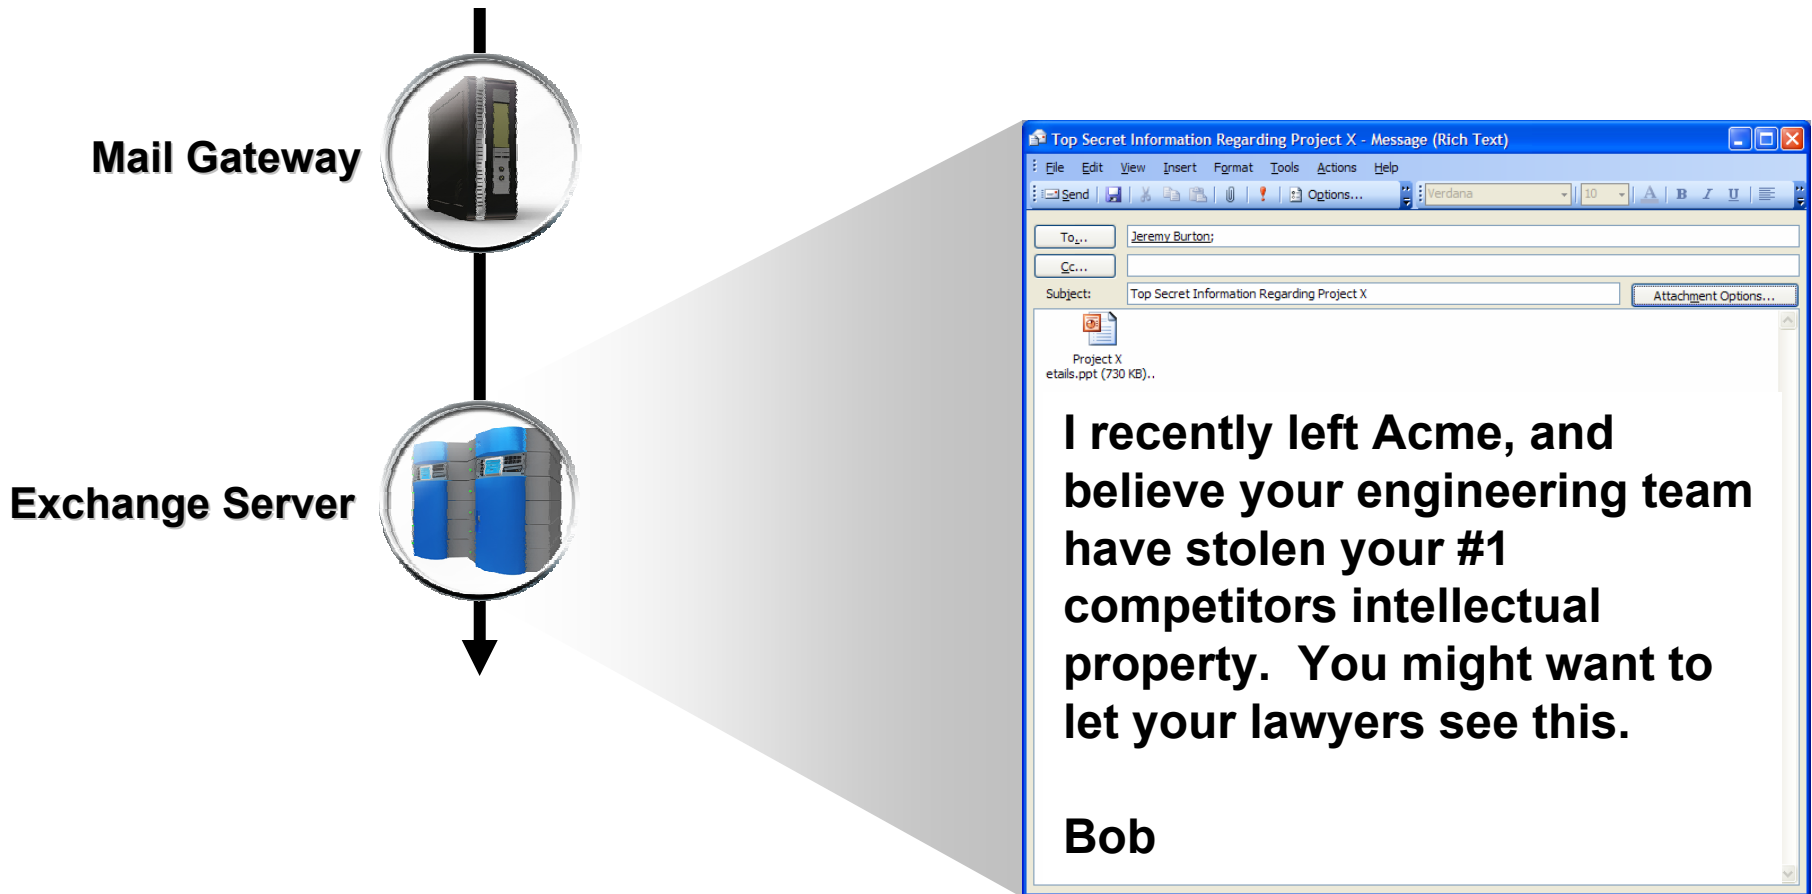 Mail Gateway
Exchange Server
Top Secret Information Regarding Project X - Message (Rich Text)
File Edit View Insert Format Tools Actions Help
Send Options... Verdana 10 A B I U
To... Jeremy Burton;
Cc...
Subject: Top Secret Information Regarding Project X Attachment Options...
Project X
etails.ppt (730 KB)..
I recently left Acme, and
believe your engineering team
have stolen your #1
competitors intellectual
property. You might want to
let your lawyers see this.
Bob